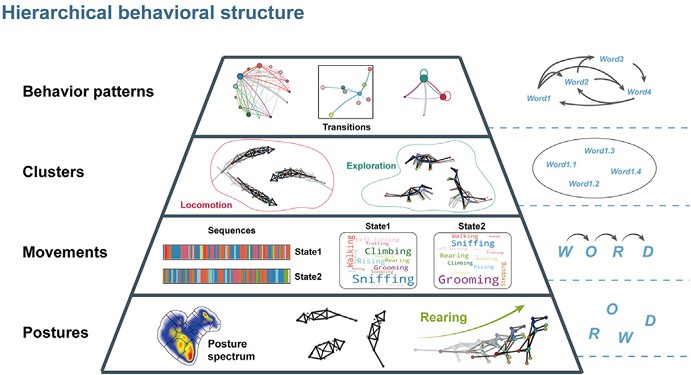 Hierarchical behavioral structure
Behavior patterns
Transitions
Word1
Word2
Word3
Word4
Clusters
Locomotion
Exploration
Word1.3
Word1.1
Word1.4
Word1.2
Movements
Sequences
State1
State2
State1
Walking
Trotting
Climbing
Rising
Rearing
Grooming
Sniffing
State2
Walking
Sniffing
Rearing
Climbing
Rising
Stepping
Grooming
W O R D
Postures
Posture
spectrum
Rearing
O
R
W
D